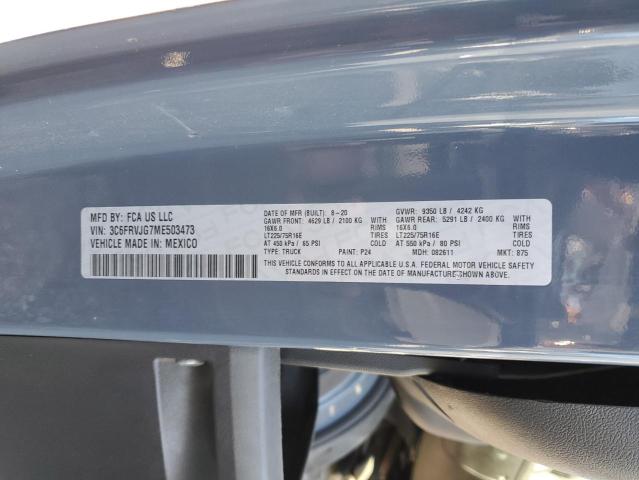 MFD BY: FCA US LLC
VIN: 3C6FRVJG7ME503473
VEHICLE MADE IN: MEXICO
DATE OF MFR (BUILT): 8-20 GVWR: 9350 LB / 4242 KG
GAWR FRONT: 4629 LB / 2100 KG GAWR REAR: 5291 LB / 2400 KG
16X6.0 RIMS 16X6.0 RIMS
LT225/75R16E TIRES LT225/75R16E TIRES
AT 450 kPa / 65 PSI COLD AT 550 kPa / 80 PSI COLD
TYPE: TRUCK PAINT: P24 MDH: 082611 MKT: 875
THIS VEHICLE CONFORMS TO ALL APPLICABLE U.S.A. FEDERAL MOTOR VEHICLE SAFETY
STANDARDS IN EFFECT ON THE DATE OF MANUFACTURE SHOWN ABOVE.